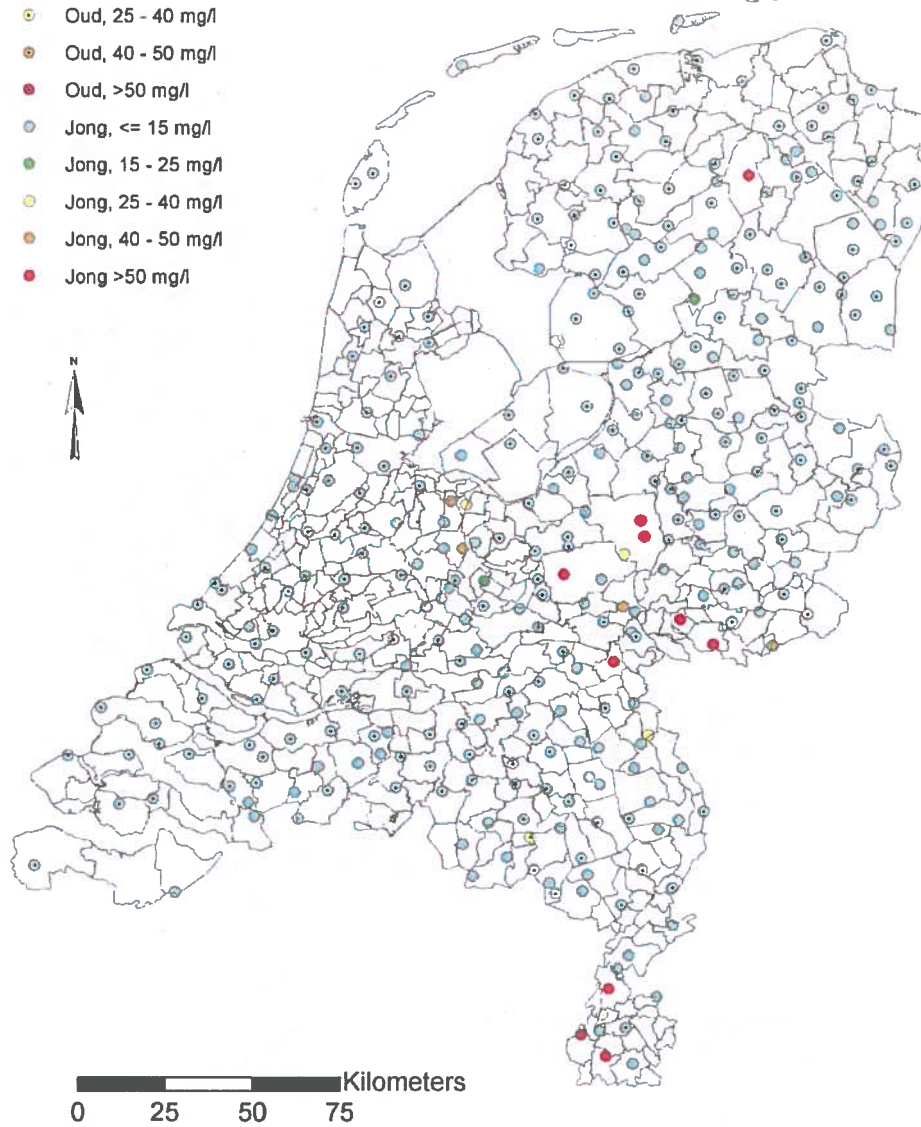 Oud, 25 - 40 mg/l
Oud, 40 - 50 mg/l
Oud, >50 mg/l
Jong, <= 15 mg/l
Jong, 15 - 25 mg/l
Jong, 25 - 40 mg/l
Jong, 40 - 50 mg/l
Jong >50 mg/l
N
Kilometers
0 25 50 75